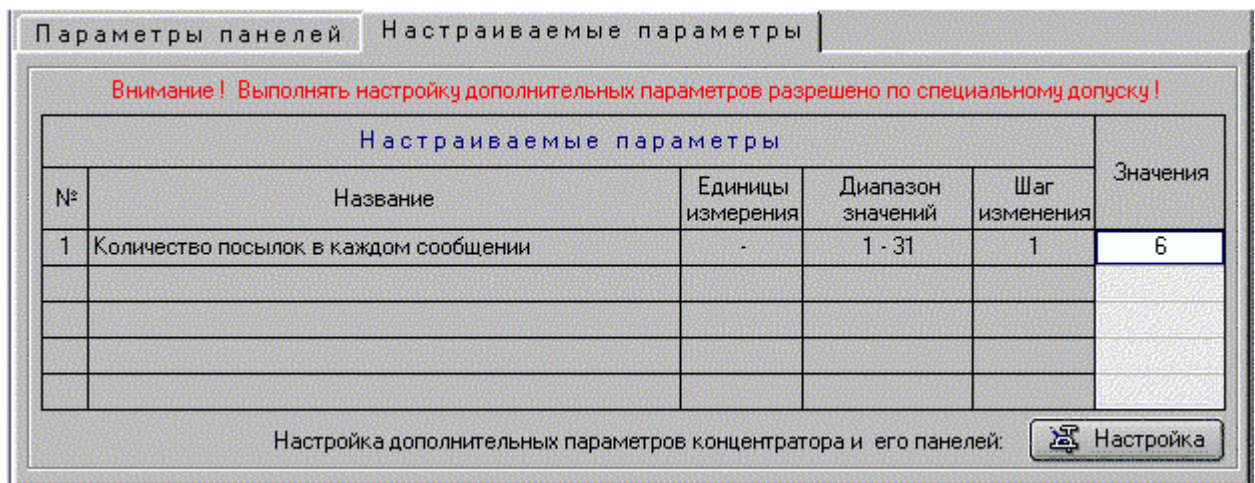 Параметры панелей
Настраиваемые параметры
Внимание ! Выполнять настройку дополнительных параметров разрешено по специальному допуску !
Настраиваемые параметры
Значения
№ Название Единицы измерения Диапазон значений Шаг изменения
1 Количество посылок в каждом сообщении - 1 - 31 1 6
Настройка дополнительных параметров концентратора и его панелей: Настройка